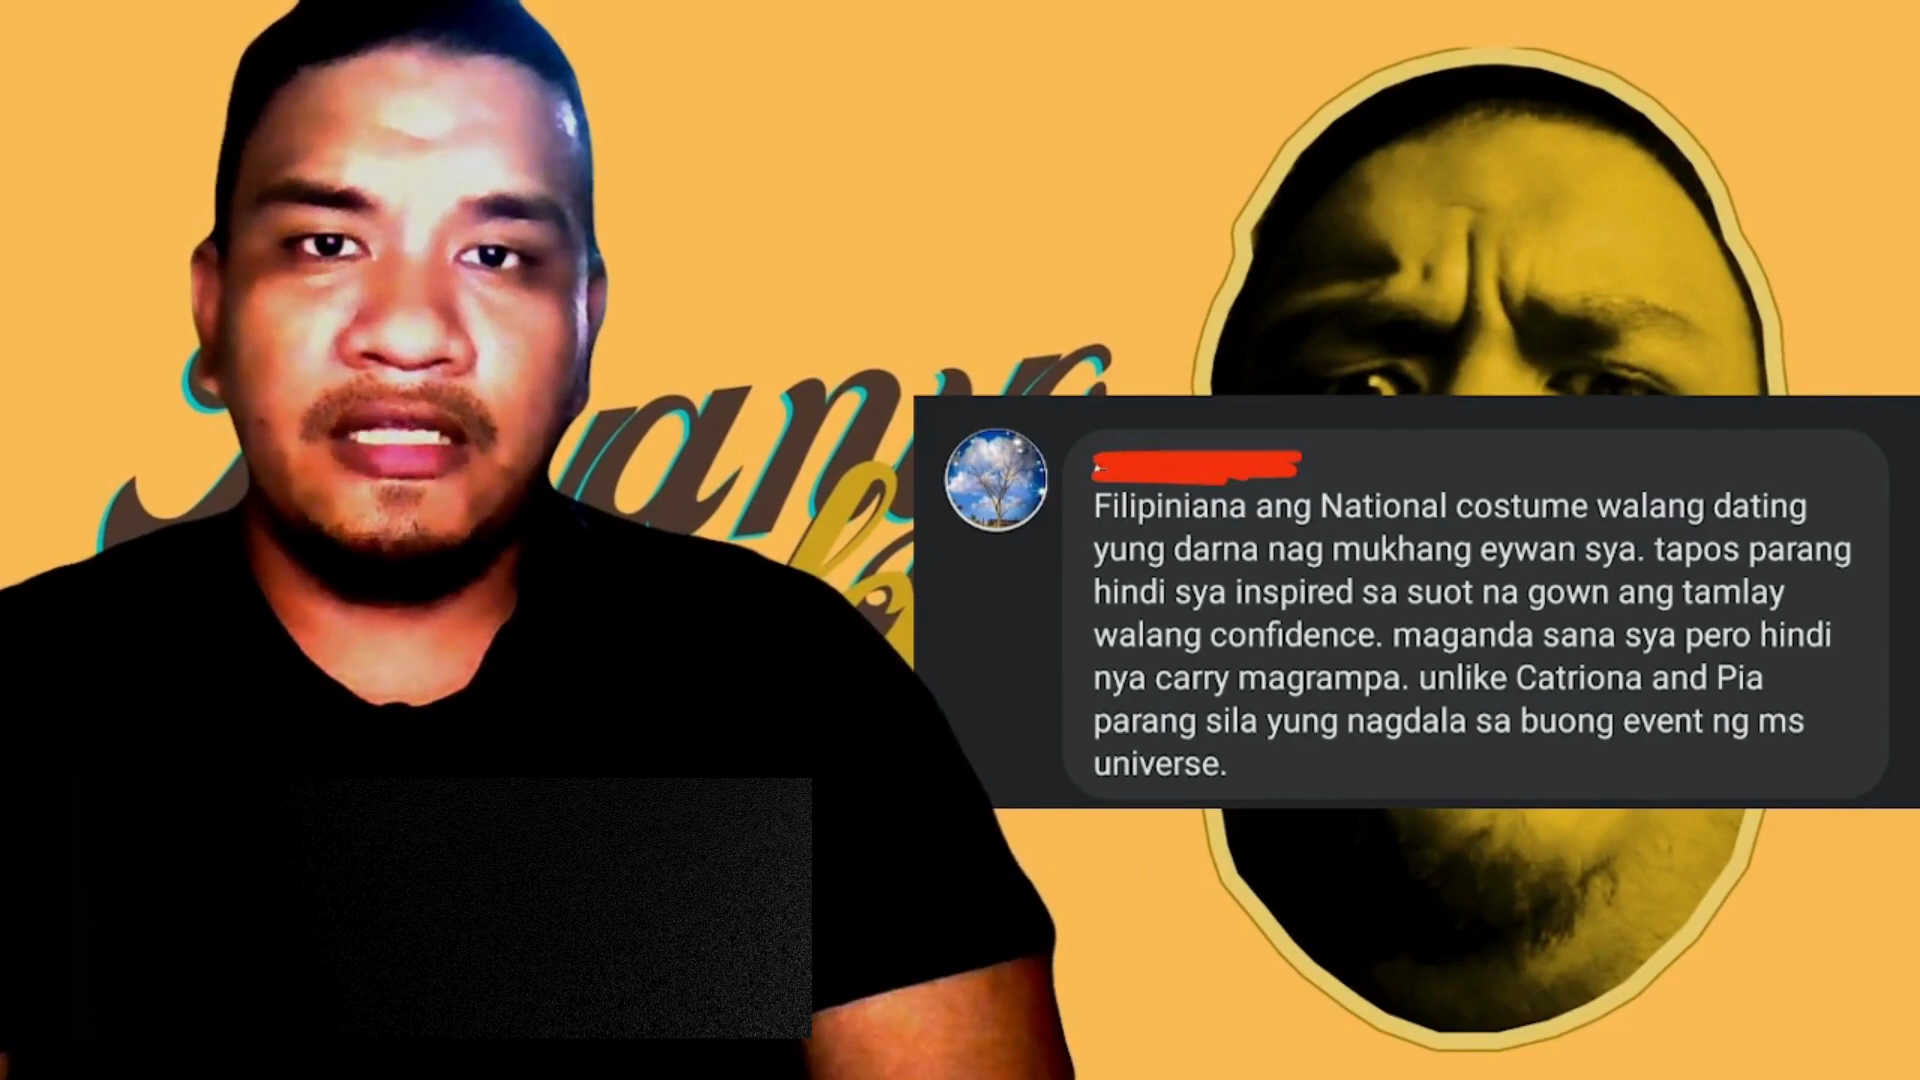 Filipiniana ang National costume walang dating
yung darna nag mukhang eywan sya. tapos parang
hindi sya inspired sa suot na gown ang tamlay
walang confidence. maganda sana sya pero hindi
nya carry magrampa. unlike Catriona and Pia
parang sila yung nagdala sa buong event ng ms
universe.